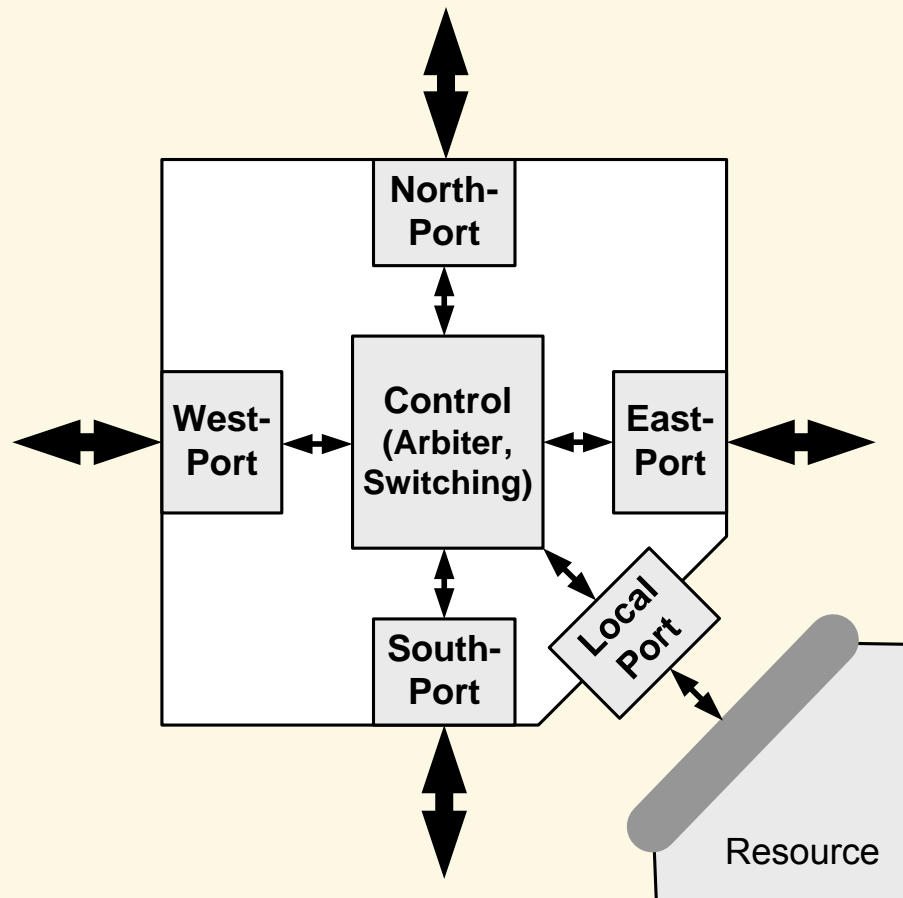 North-
Port
West-
Port
Control
(Arbiter,
Switching)
East-
Port
South-
Port
Local
Port
Resource